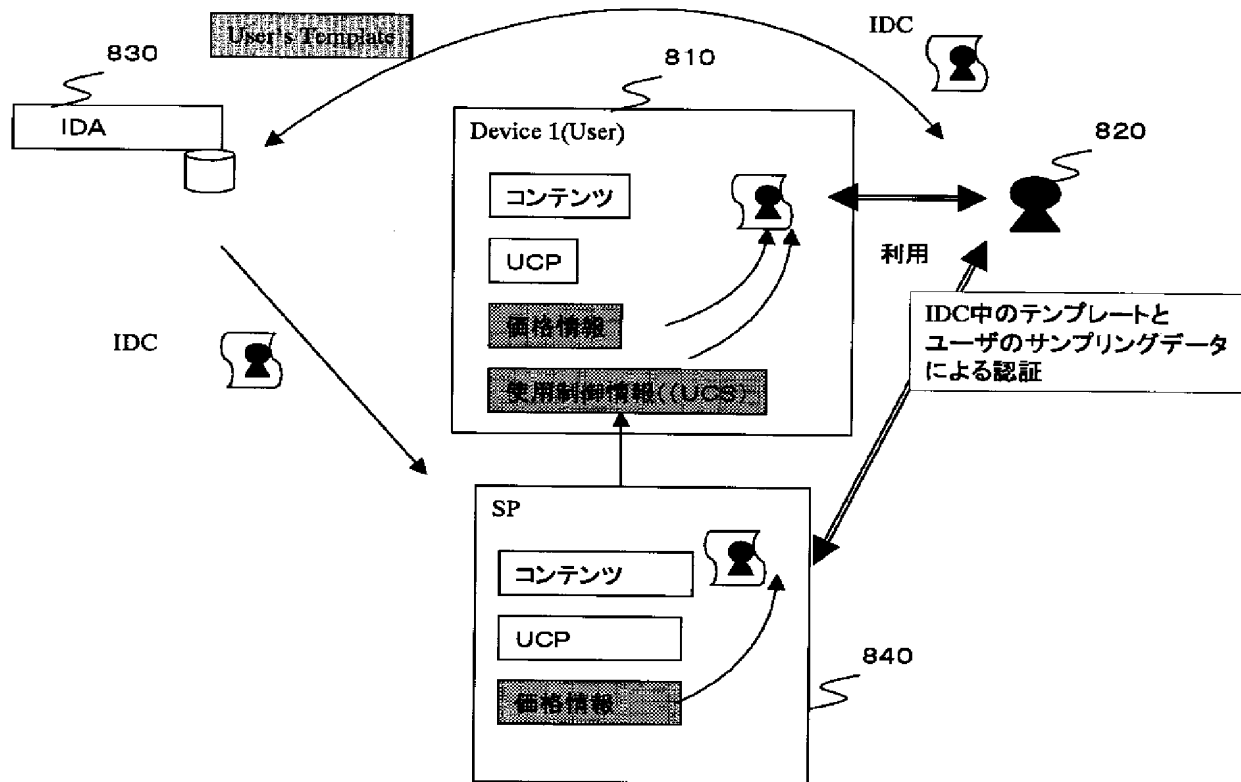 User's Template
IDC
830
810
IDA
820
Device 1(User)
コンテンツ
利用
UCP
IDC中のテンプレートと
ユーザのサンプリングデータ
による認証
価格情報
IDC
使用制御情報((UCS)
SP
コンテンツ
UCP
840
価格情報